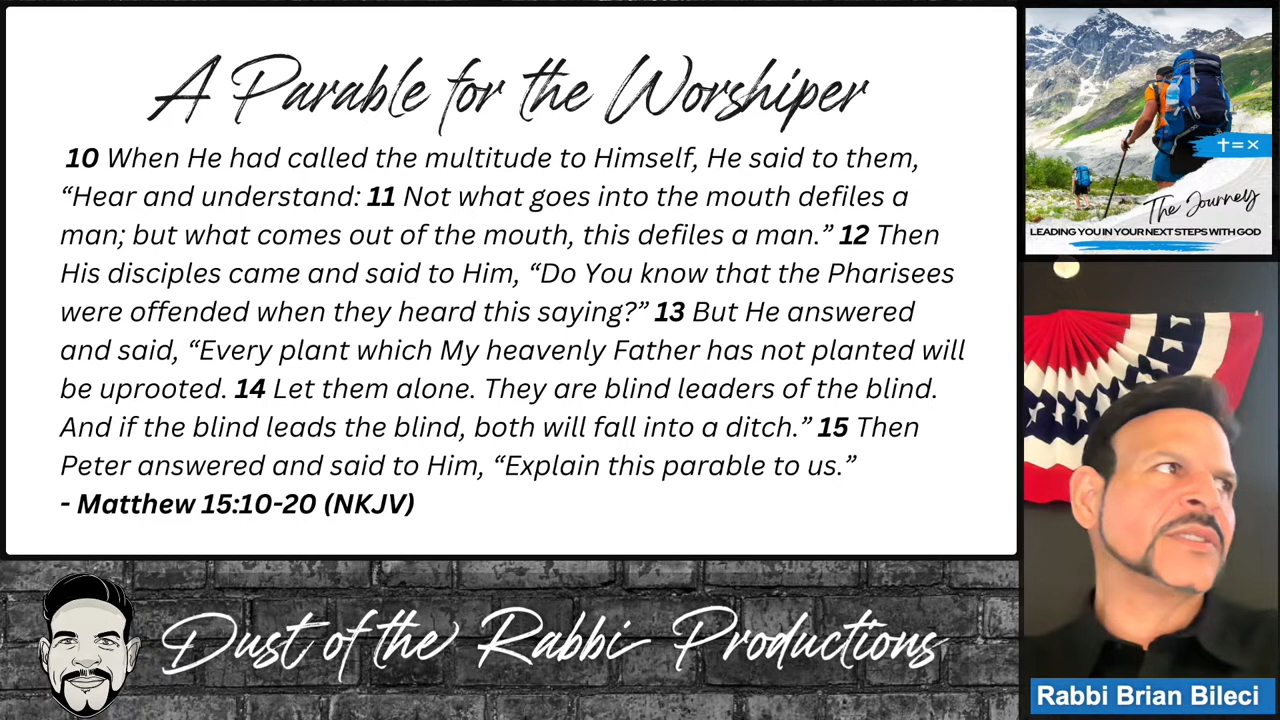 A Parable for the Worshiper
10 When He had called the multitude to Himself, He said to them,
“Hear and understand: 11 Not what goes into the mouth defiles a
man; but what comes out of the mouth, this defiles a man.” 12 Then
His disciples came and said to Him, “Do You know that the Pharisees
were offended when they heard this saying?” 13 But He answered
and said, “Every plant which My heavenly Father has not planted will
be uprooted. 14 Let them alone. They are blind leaders of the blind.
And if the blind leads the blind, both will fall into a ditch.” 15 Then
Peter answered and said to Him, “Explain this parable to us.”
- Matthew 15:10-20 (NKJV)
†=×
The Journey
LEADING YOU IN YOUR NEXT STEPS WITH GOD
Dust of the Rabbi Productions
Rabbi Brian Bileci